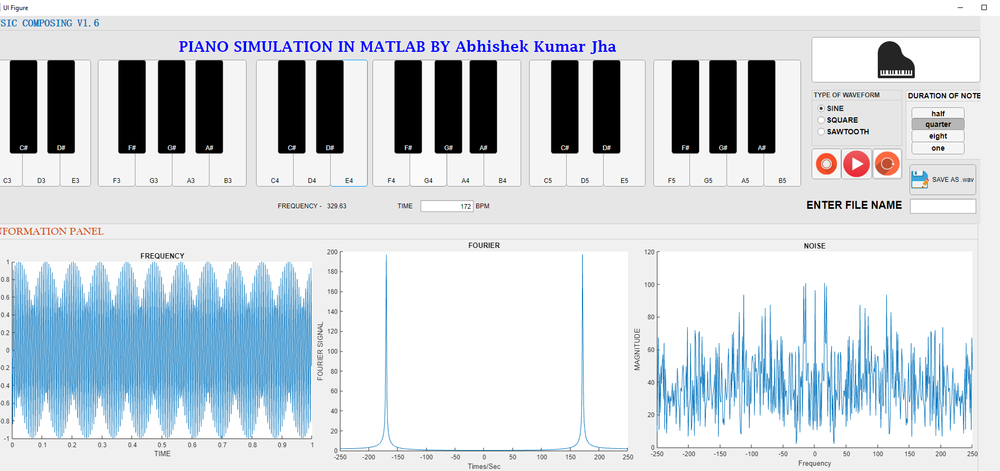 UI Figure
SIC COMPOSING V1.6
PIANO SIMULATION IN MATLAB BY Abhishek Kumar Jha
C# D# F# G# A# C# D# F# G# A# C# D# F# G# A#
C3 D3 E3 F3 G3 A3 B3 C4 D4 E4 F4 G4 A4 B4 C5 D5 E5 F5 G5 A5 B5
TYPE OF WAVEFORM
SINE
SQUARE
SAWTOOTH
DURATION OF NOTE
half
quarter
eight
one
SAVE AS .wav
FREQUENCY - 329.63 TIME 172 BPM
ENTER FILE NAME
NFORMATION PANEL
FREQUENCY
1
0.8
0.6
0.4
0.2
0
-0.2
-0.4
-0.6
-0.8
-1
0 0.1 0.2 0.3 0.4 0.5 0.6 0.7 0.8 0.9 1
TIME
FOURIER
FOURIER SIGNAL
200
180
160
140
120
100
80
60
40
20
0
-250 -200 -150 -100 -50 0 50 100 150 200 250
Times/Sec
NOISE
MAGNITUDE
120
100
80
60
40
20
0
-250 -200 -150 -100 -50 0 50 100 150 200 250
Frequency